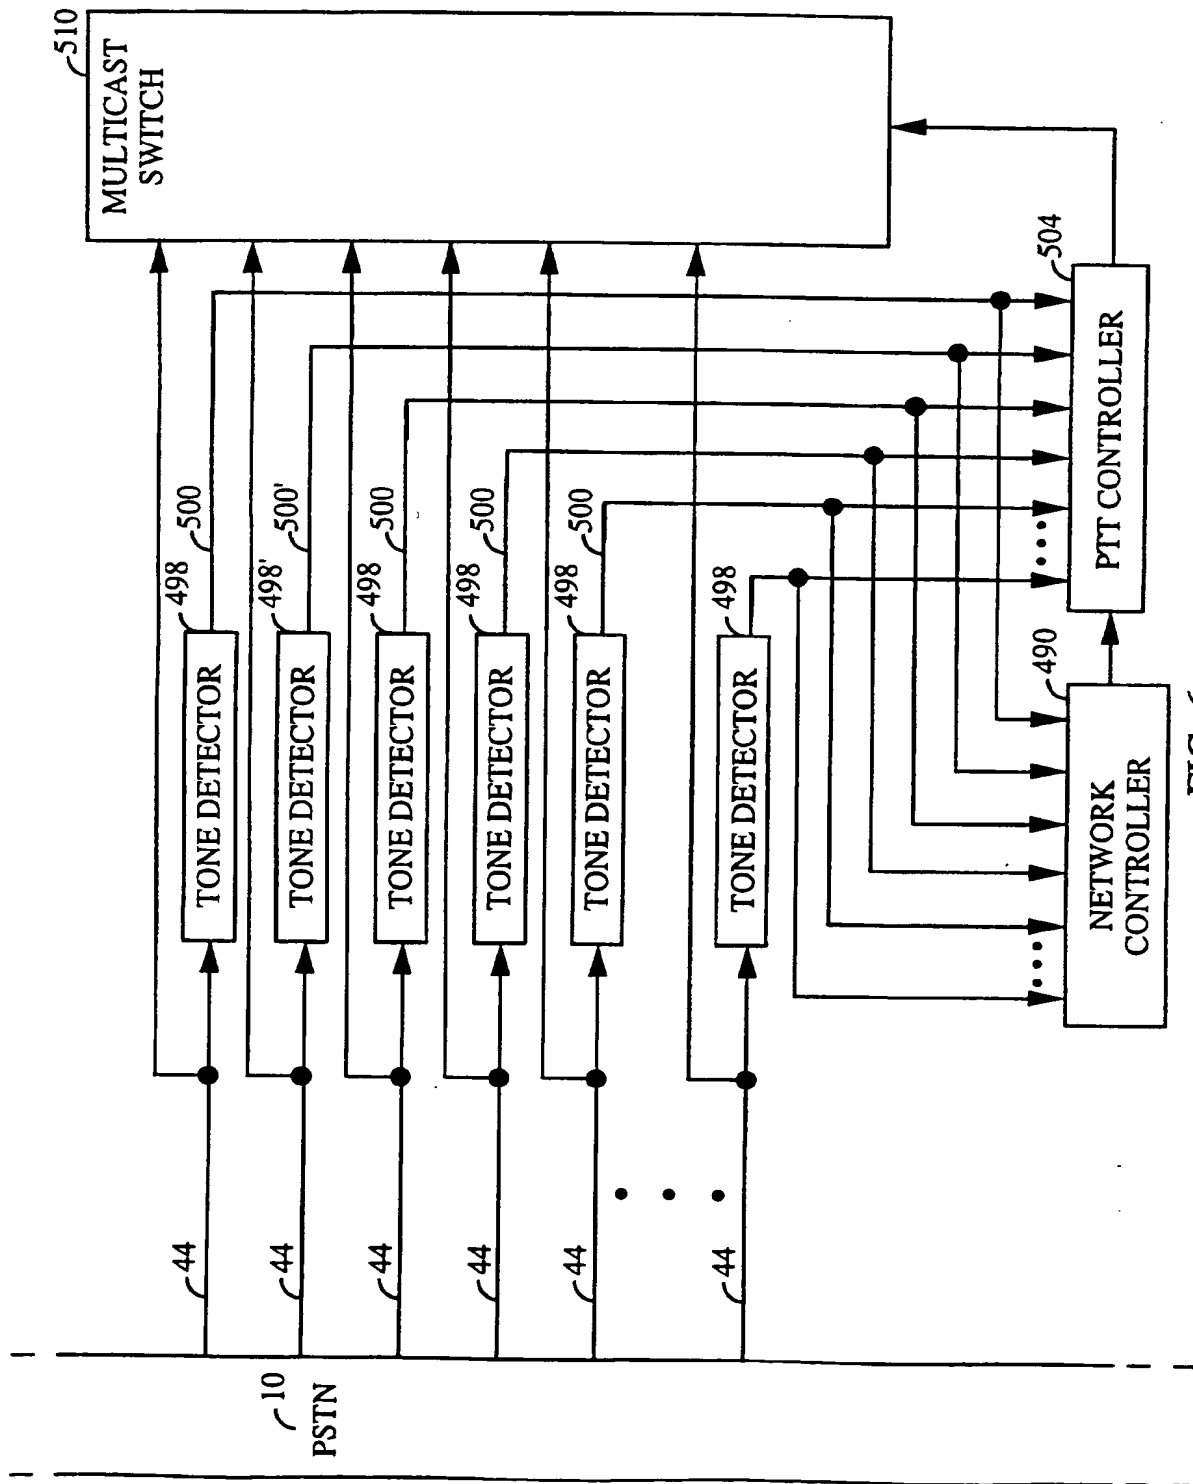 510
MULTICAST
SWITCH
44
TONE DETECTOR
498
500
10
PSTN
44
TONE DETECTOR
498'
500'
44
TONE DETECTOR
498
500
44
TONE DETECTOR
498
500
44
TONE DETECTOR
498
500
44
TONE DETECTOR
498
490
NETWORK
CONTROLLER
504
PTT CONTROLLER
FIG.